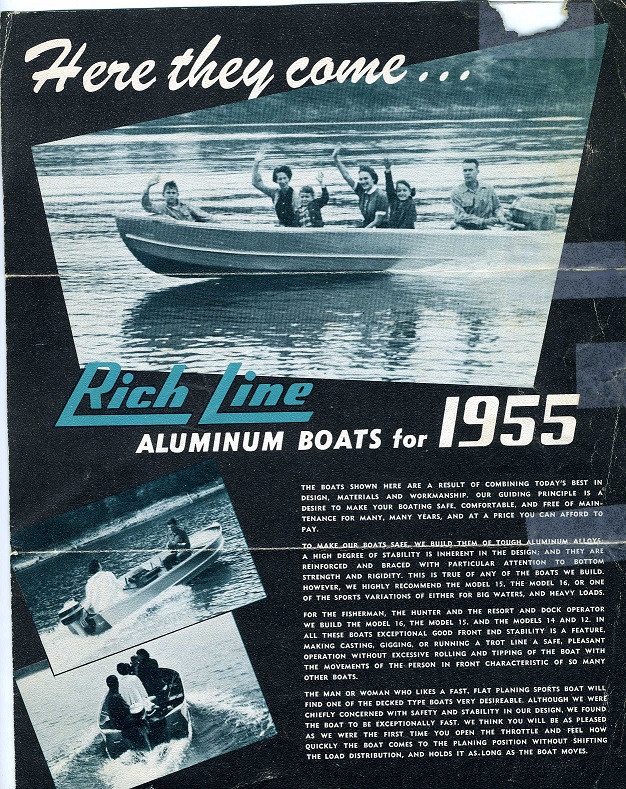 Here they come...
Rich Line
ALUMINUM BOATS for 1955
THE BOATS SHOWN HERE ARE A RESULT OF COMBINING TODAY'S BEST IN
DESIGN, MATERIALS AND WORKMANSHIP. OUR GUIDING PRINCIPLE IS A
DESIRE TO MAKE YOUR BOATING SAFE, COMFORTABLE, AND FREE OF MAIN-
TENANCE FOR MANY, MANY YEARS, AND AT A PRICE YOU CAN AFFORD TO
PAY.
TO MAKE OUR BOATS SAFE, WE BUILD THEM OF TOUGH ALUMINUM ALLOYS.
A HIGH DEGREE OF STABILITY IS INHERENT IN THE DESIGN; AND THEY ARE
REINFORCED AND BRACED WITH PARTICULAR ATTENTION TO BOTTOM
STRENGTH AND RIGIDITY. THIS IS TRUE OF ANY OF THE BOATS WE BUILD.
HOWEVER, WE HIGHLY RECOMMEND THE MODEL 15, THE MODEL 16, OR ONE
OF THE SPORTS VARIATIONS OF EITHER FOR BIG WATERS, AND HEAVY LOADS.
FOR THE FISHERMAN, THE HUNTER AND THE RESORT AND DOCK OPERATOR
WE BUILD THE MODEL 16, THE MODEL 15, AND THE MODELS 14 AND 12. IN
ALL THESE BOATS EXCEPTIONAL GOOD FRONT END STABILITY IS A FEATURE,
MAKING CASTING, GIGGING, OR RUNNING A TROT LINE A SAFE, PLEASANT
OPERATION WITHOUT EXCESSIVE ROLLING AND TIPPING OF THE BOAT WITH
THE MOVEMENTS OF THE PERSON IN FRONT CHARACTERISTIC OF SO MANY
OTHER BOATS.
THE MAN OR WOMAN WHO LIKES A FAST, FLAT PLANING SPORTS BOAT WILL
FIND ONE OF THE DECKED TYPE BOATS VERY DESIREABLE. ALTHOUGH WE WERE
CHIEFLY CONCERNED WITH SAFETY AND STABILITY IN OUR DESIGN, WE FOUND
THE BOAT TO BE EXCEPTIONALLY FAST. WE THINK YOU WILL BE AS PLEASED
AS WE WERE THE FIRST TIME YOU OPEN THE THROTTLE AND FEEL HOW
QUICKLY THE BOAT COMES TO THE PLANING POSITION WITHOUT SHIFTING
THE LOAD DISTRIBUTION, AND HOLDS IT AS LONG AS THE BOAT MOVES.